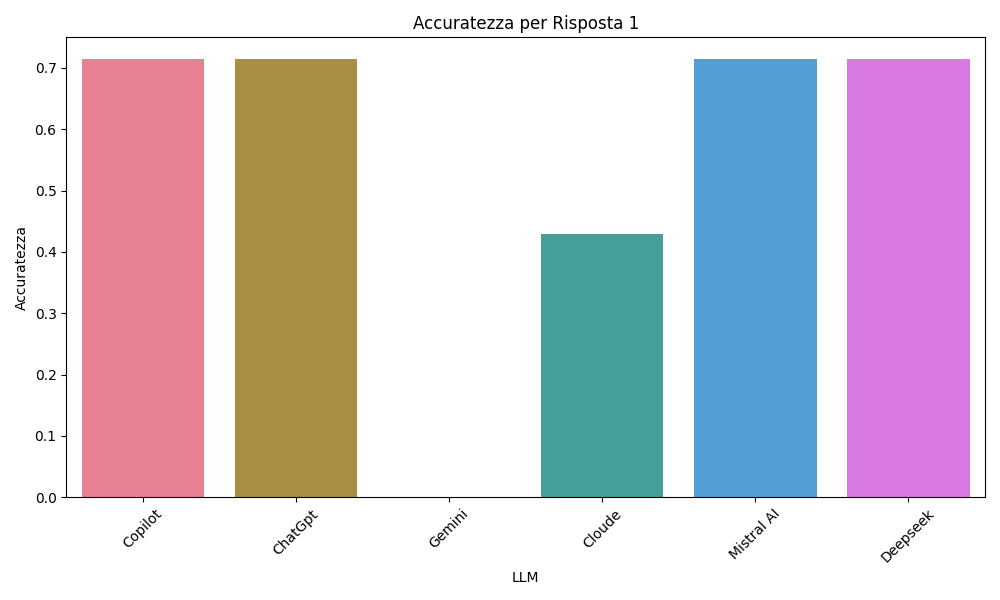 Accuratezza per Risposta 1
Accuratezza
0.7
0.6
0.5
0.4
0.3
0.2
0.1
0.0
Copilot
ChatGpt
Gemini
Cloude
Mistral AI
Deepseek
LLM